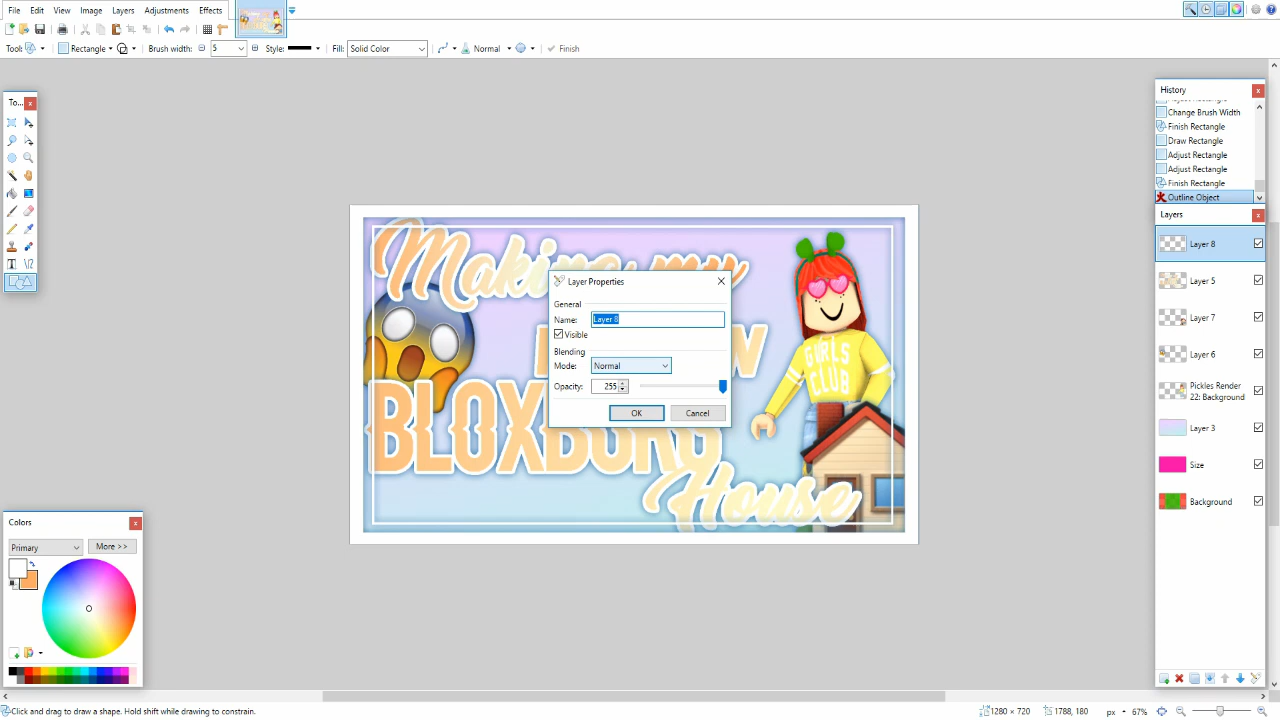 File Edit View Image Layers Adjustments Effects
Tool: Rectangle Brush width: 5 Style: Fill: Solid Color Normal Finish
To...
History
Change Brush Width
Finish Rectangle
Draw Rectangle
Adjust Rectangle
Adjust Rectangle
Finish Rectangle
Outline Object
Layers
Layer 8
Layer 5
Layer 7
Layer 6
Pickles Render
22: Background
Layer 3
Size
Background
Making my
BLOXBURG
House
GURLS
CLUB
Layer Properties
General
Name: Layer 8
Visible
Blending
Mode: Normal
Opacity: 255
OK Cancel
Colors
Primary More >>
Click and drag to draw a shape. Hold shift while drawing to constrain.
1280 × 720 1788, 180 px 67%